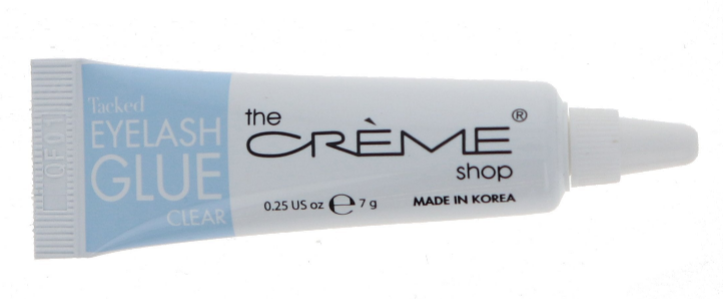 Tacked
EYELASH
GLUE
CLEAR
the
CRÈME®
shop
0.25 US oz ℮ 7 g
MADE IN KOREA